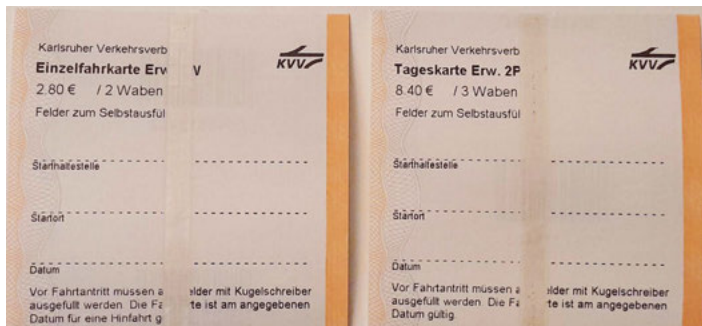 Karlsruher Verkehrsverb
KVV
Einzelfahrkarte Erw V
2.80 € / 2 Waben
Felder zum Selbstausfül
Starthaltestelle
Startort
Datum
Vor Fahrtantritt müssen a elder mit Kugelschreiber
ausgefüllt werden. Die Fa te ist am angegebenen
Datum für eine Hinfahrt g
Karlsruher Verkehrsverb
KVV
Tageskarte Erw. 2P
8.40 € / 3 Waben
Felder zum Selbstausfül
Starthaltestelle
Startort
Datum
Vor Fahrtantritt müssen a elder mit Kugelschreiber
ausgefüllt werden. Die Fa te ist am angegebenen
Datum gültig.